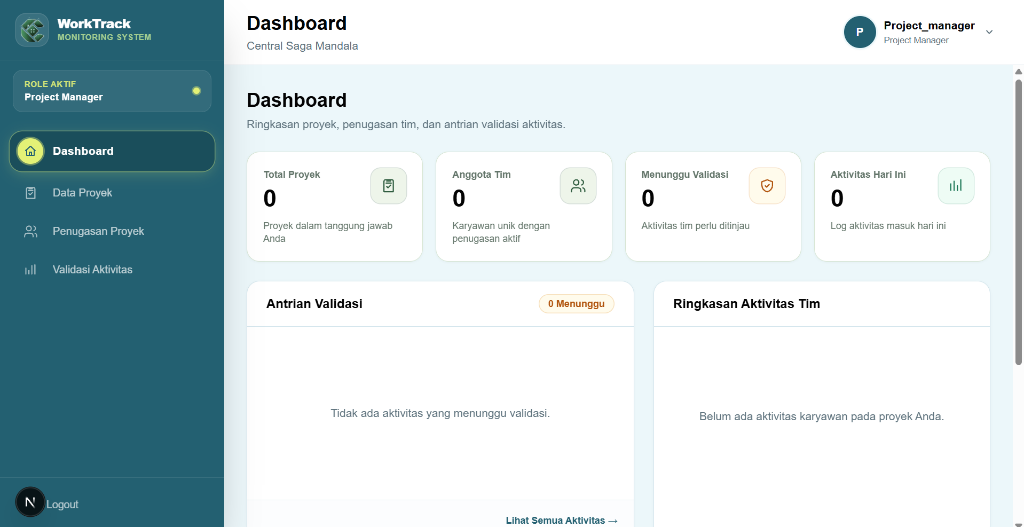 WorkTrack
MONITORING SYSTEM
ROLE AKTIF
Project Manager
Dashboard
Data Proyek
Penugasan Proyek
Validasi Aktivitas
N
Logout
Dashboard
Central Saga Mandala
P
Project_manager
Project Manager
Dashboard
Ringkasan proyek, penugasan tim, dan antrian validasi aktivitas.
Total Proyek
0
Proyek dalam tanggung jawab
Anda
Anggota Tim
0
Karyawan unik dengan
penugasan aktif
Menunggu Validasi
0
Aktivitas tim perlu ditinjau
Aktivitas Hari Ini
0
Log aktivitas masuk hari ini
Antrian Validasi
0 Menunggu
Tidak ada aktivitas yang menunggu validasi.
Lihat Semua Aktivitas →
Ringkasan Aktivitas Tim
Belum ada aktivitas karyawan pada proyek Anda.